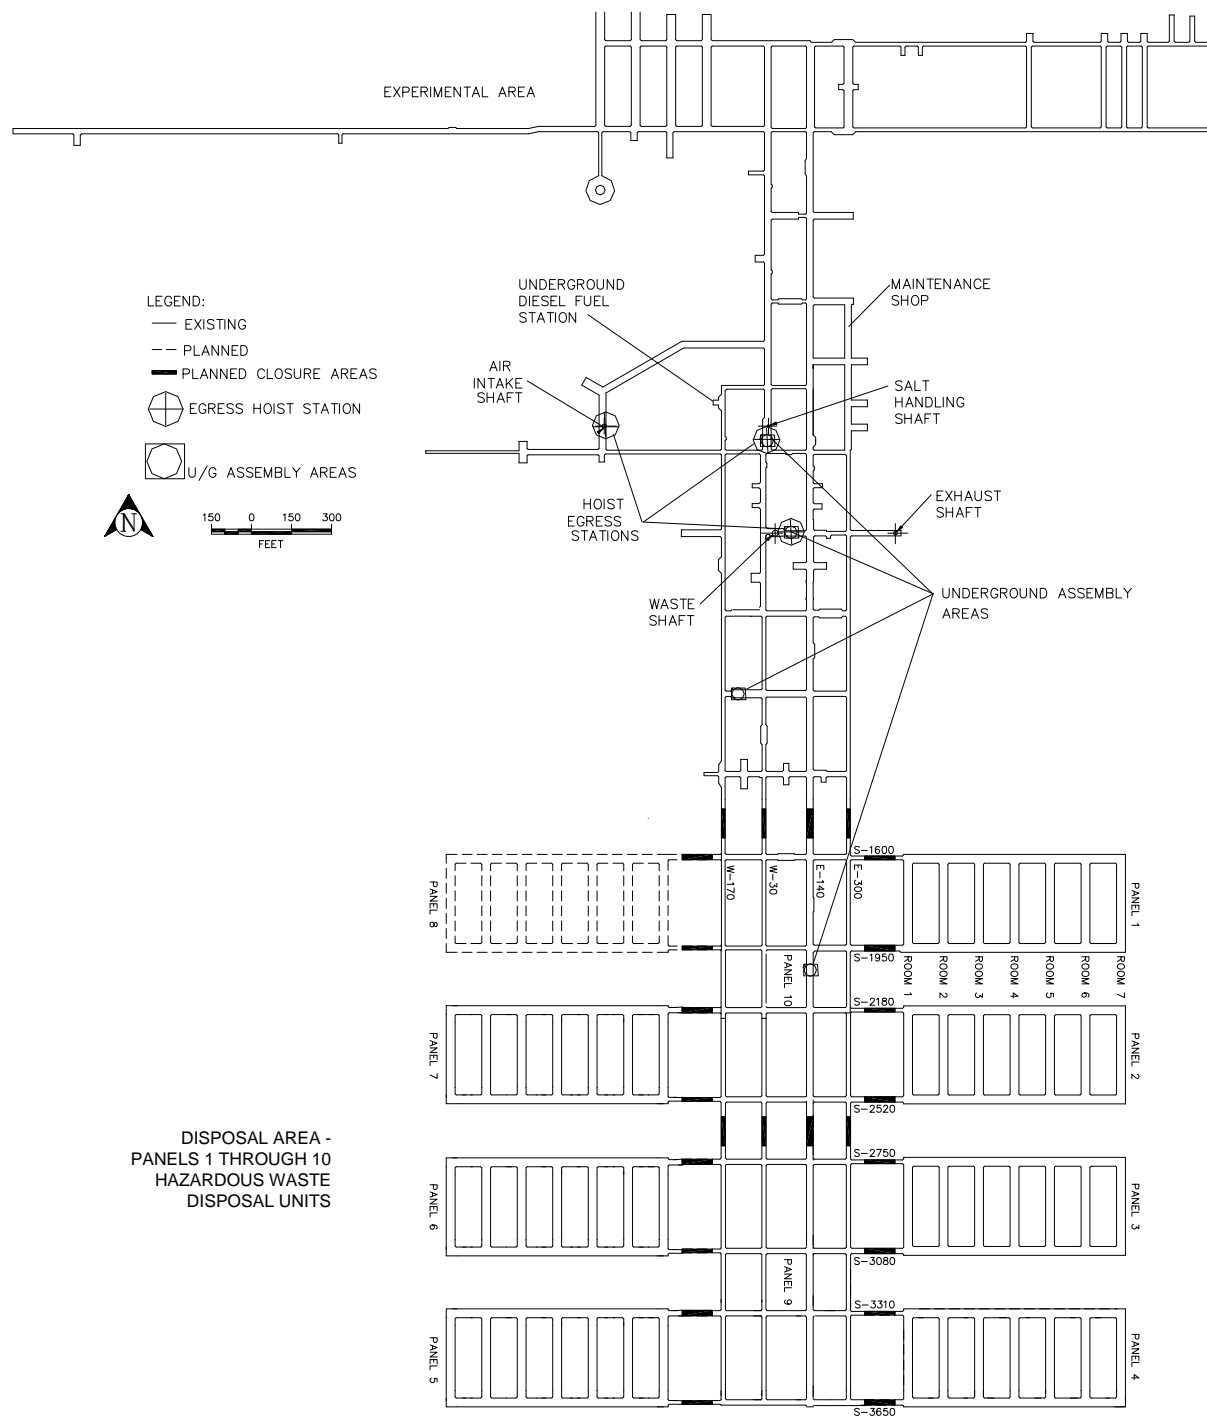 EXPERIMENTAL AREA
UNDERGROUND
DIESEL FUEL
STATION
MAINTENANCE
SHOP
LEGEND:
EXISTING
PLANNED
PLANNED CLOSURE AREAS
EGRESS HOIST STATION
U/G ASSEMBLY AREAS
AIR
INTAKE
SHAFT
SALT
HANDLING
SHAFT
N
150 0 150 300
FEET
HOIST
EGRESS
STATIONS
EXHAUST
SHAFT
WASTE
SHAFT
UNDERGROUND ASSEMBLY
AREAS
S-1600
W-170
W-30
E-140
E-300
PANEL 8
PANEL 1
S-1950
PANEL 10
ROOM 1
ROOM 2
ROOM 3
ROOM 4
ROOM 5
ROOM 6
ROOM 7
S-2180
PANEL 7
PANEL 2
S-2520
DISPOSAL AREA -
PANELS 1 THROUGH 10
HAZARDOUS WASTE
DISPOSAL UNITS
S-2750
PANEL 6
PANEL 3
S-3080
PANEL 9
S-3310
PANEL 5
PANEL 4
S-3650